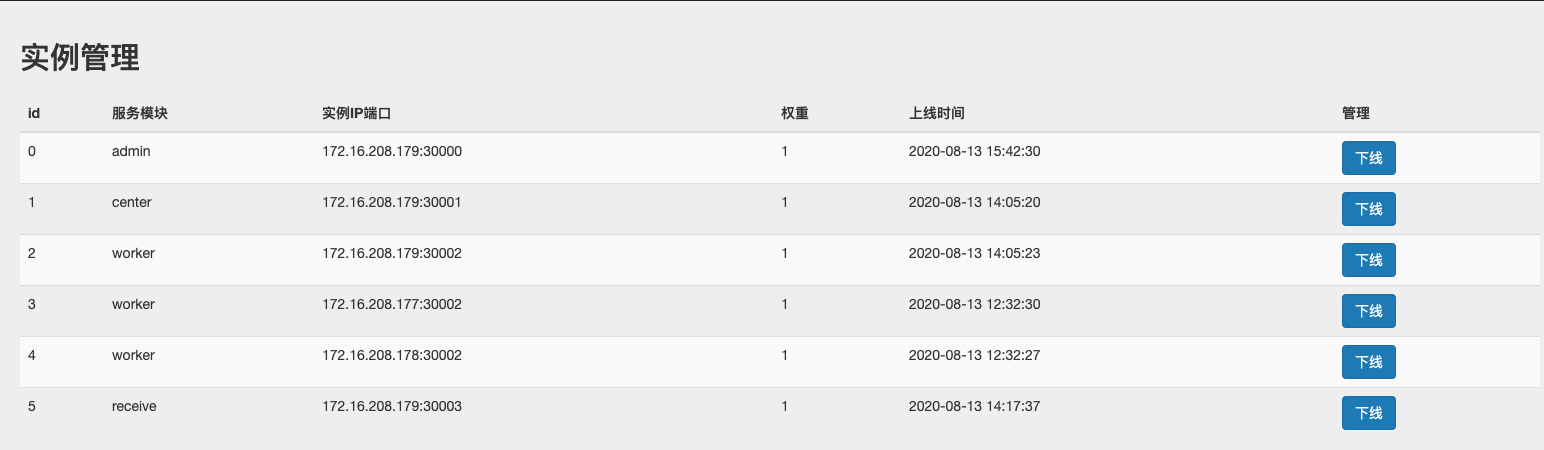 实例管理
id 服务模块 实例IP端口 权重 上线时间 管理
0 admin 172.16.208.179:30000 1 2020-08-13 15:42:30 下线
1 center 172.16.208.179:30001 1 2020-08-13 14:05:20 下线
2 worker 172.16.208.179:30002 1 2020-08-13 14:05:23 下线
3 worker 172.16.208.177:30002 1 2020-08-13 12:32:30 下线
4 worker 172.16.208.178:30002 1 2020-08-13 12:32:27 下线
5 receive 172.16.208.179:30003 1 2020-08-13 14:17:37 下线